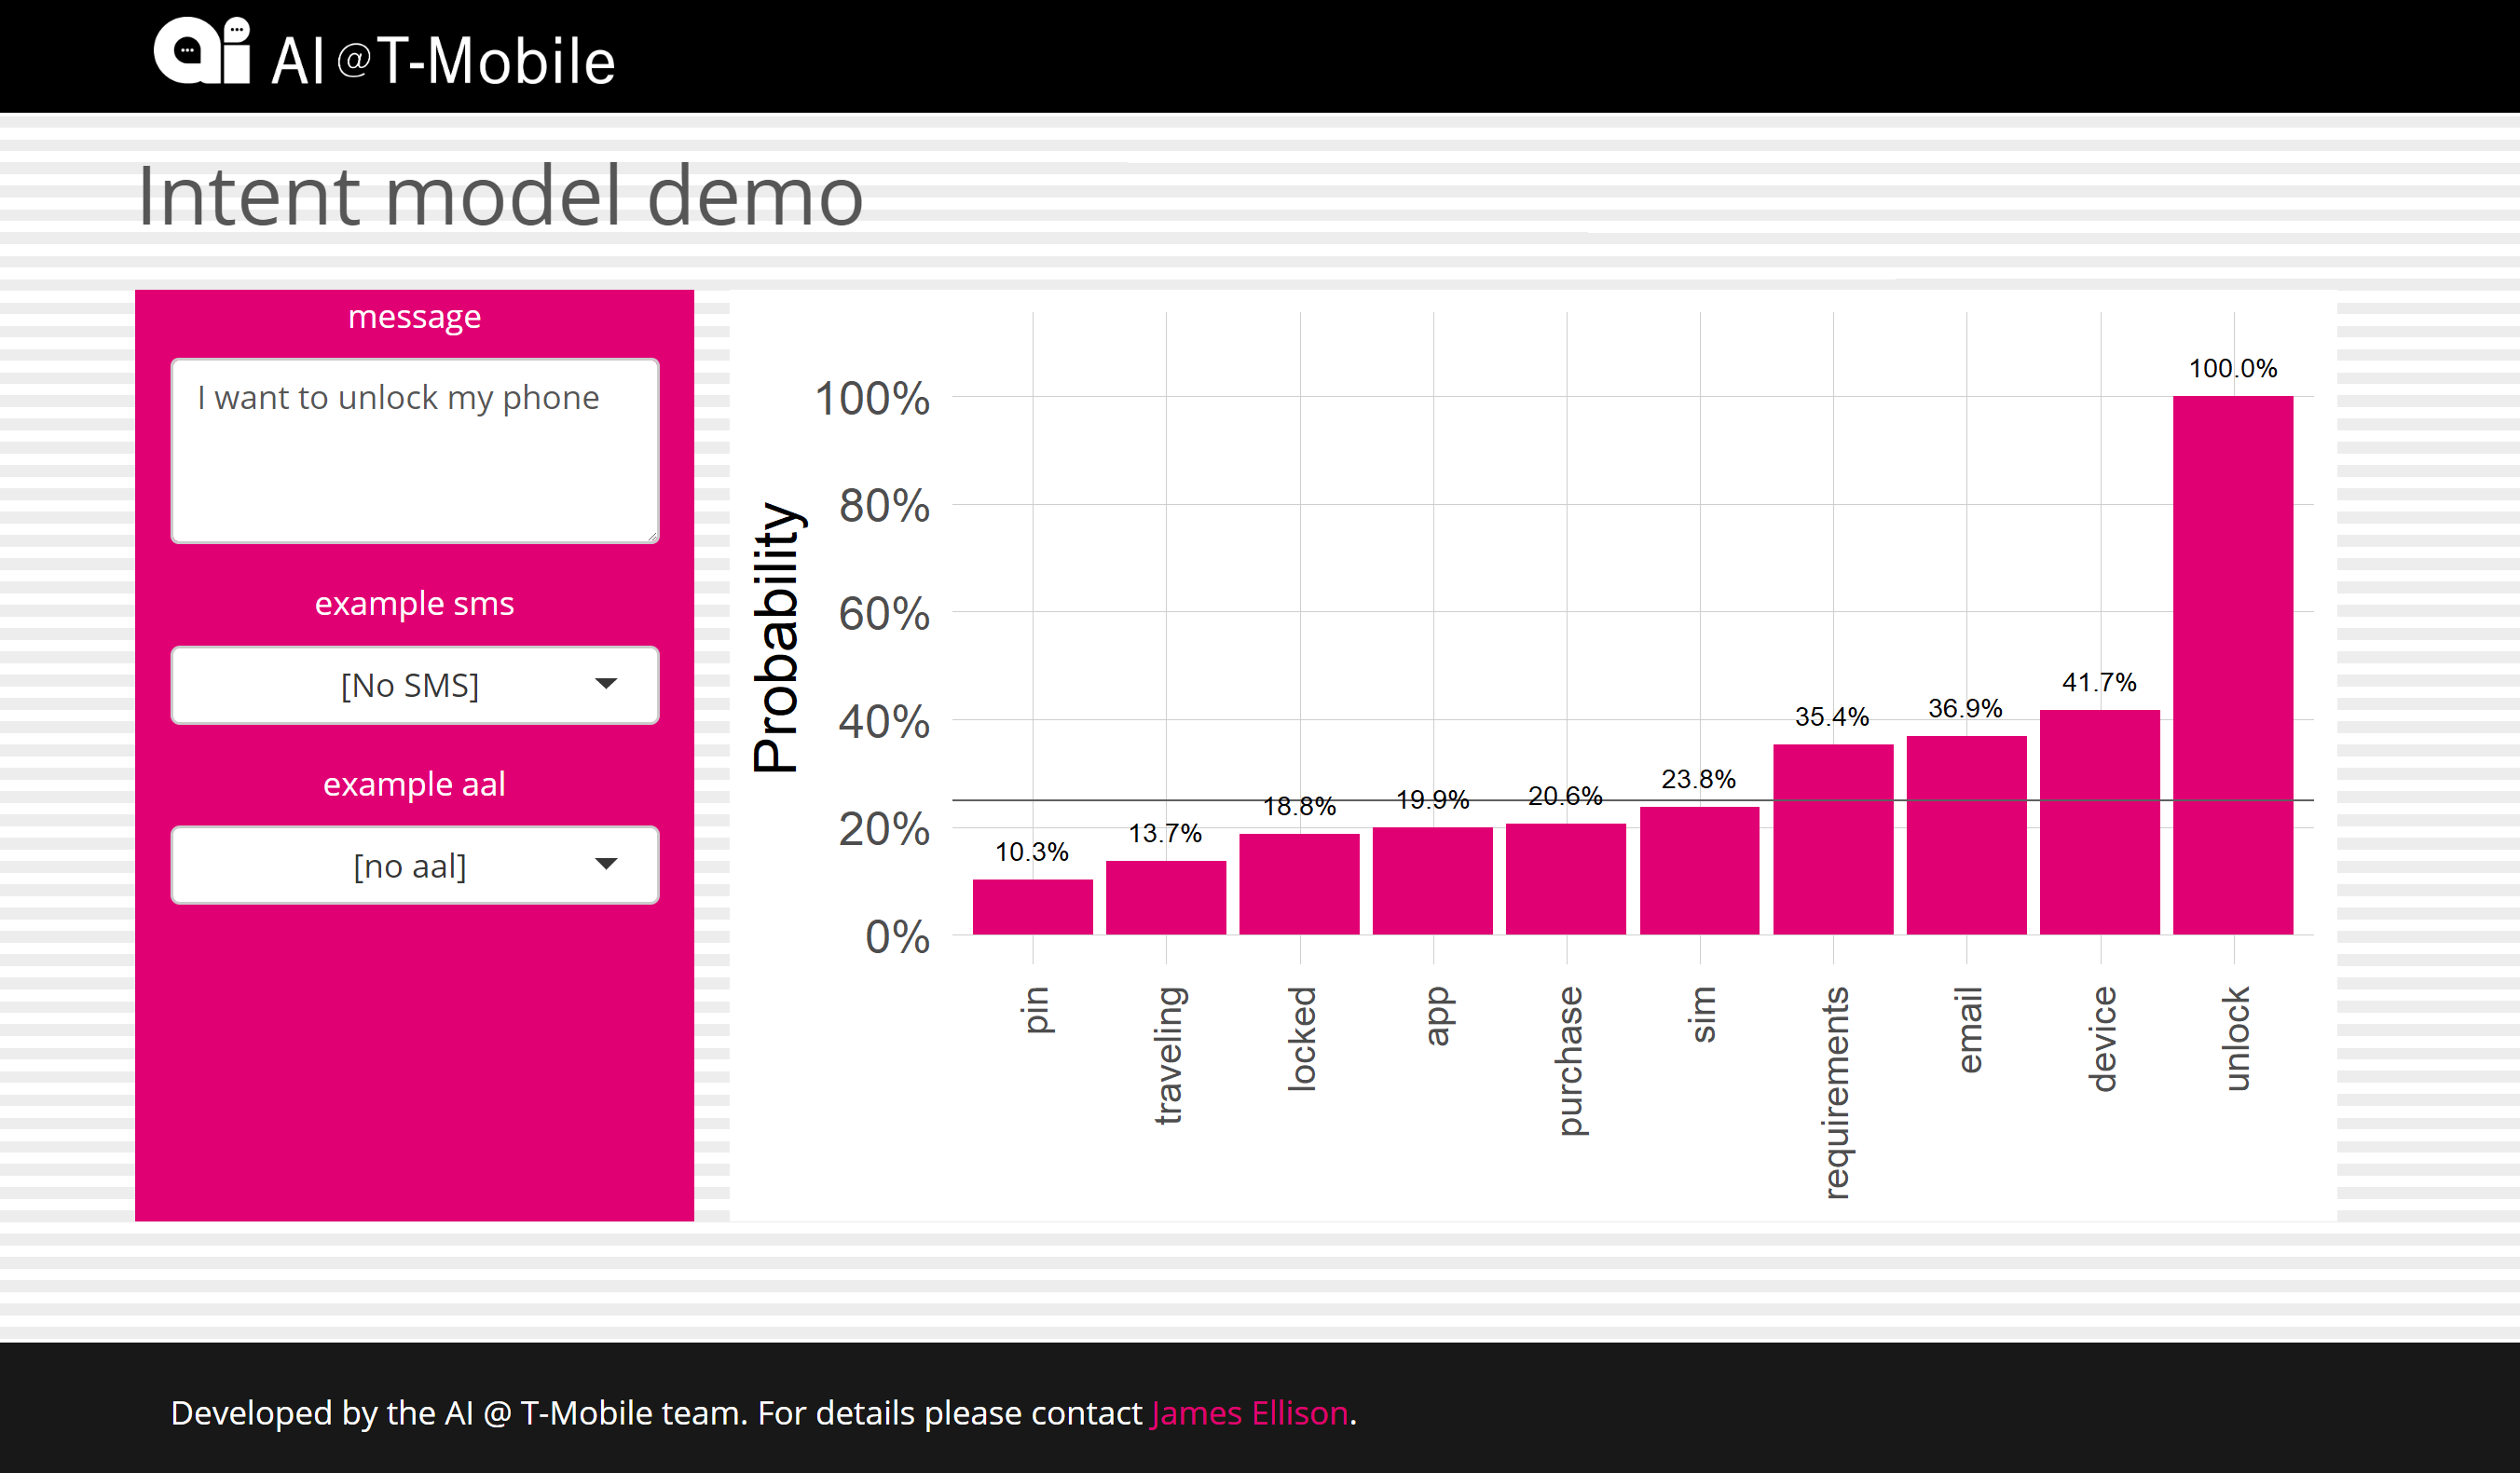 ai AI @ T-Mobile
Intent model demo
message
I want to unlock my phone
example sms
[No SMS]
example aal
[no aal]
Probability
100%
80%
60%
40%
20%
0%
10.3%
13.7%
18.8%
19.9%
20.6%
23.8%
35.4%
36.9%
41.7%
100.0%
pin
traveling
locked
app
purchase
sim
requirements
email
device
unlock
Developed by the AI @ T-Mobile team. For details please contact James Ellison.